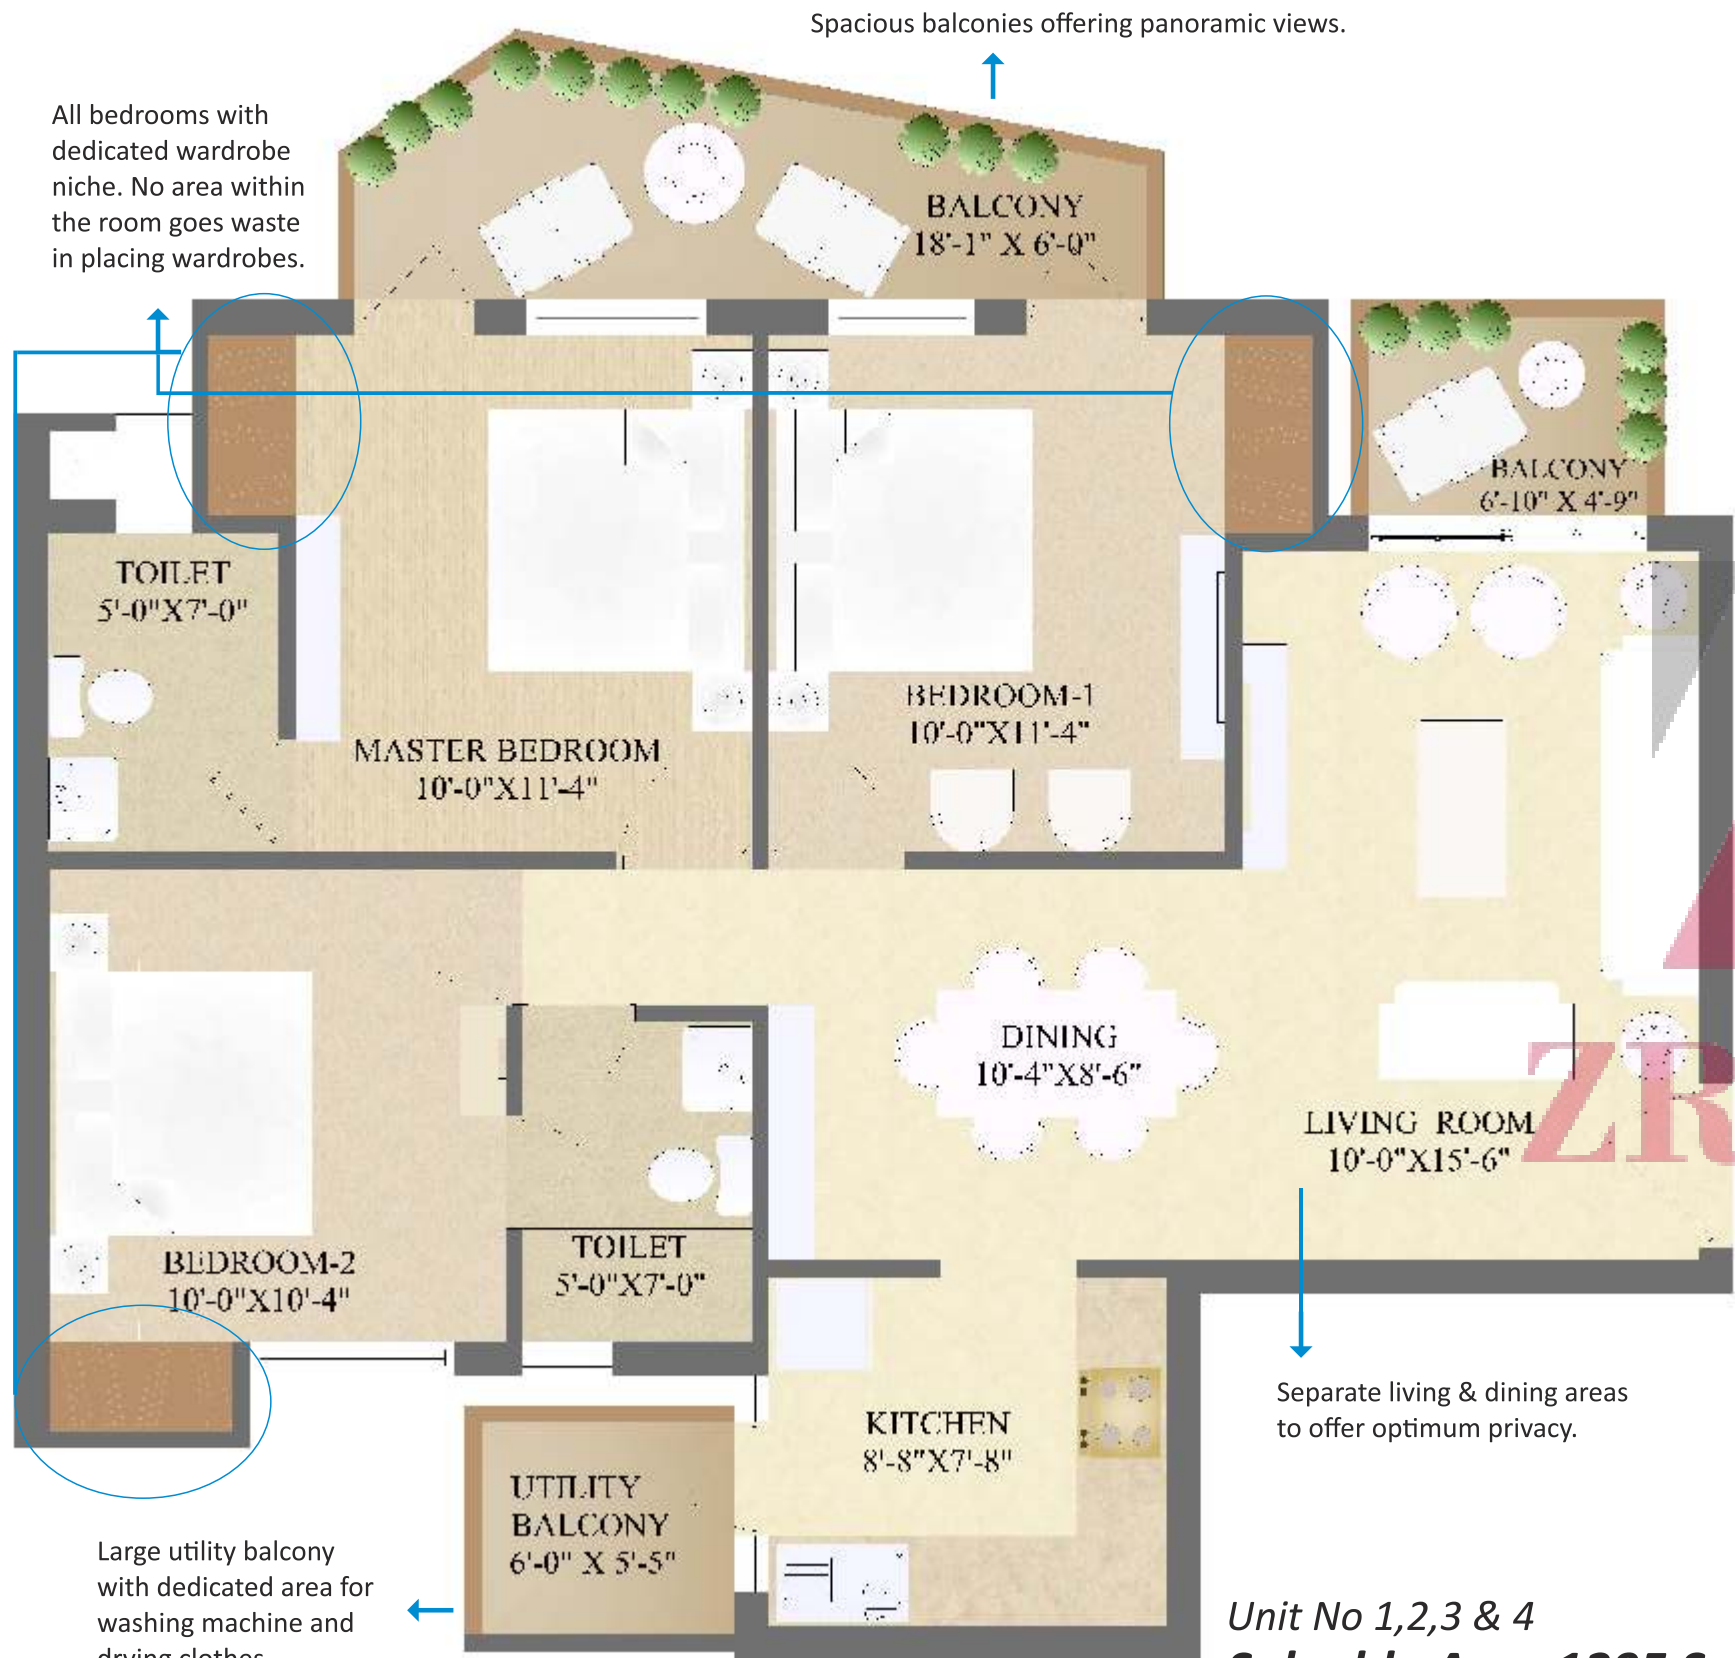 Spacious balconies offering panoramic views.
All bedrooms with
dedicated wardrobe
niche. No area within
the room goes waste
in placing wardrobes.
BALCONY
18'-1" X 6'-0"
BALCONY
6'-10" X 4'-9"
TOILET
5'-0"X7'-0"
MASTER BEDROOM
10'-0"X11'-4"
BEDROOM-1
10'-0"X11'-4"
DINING
10'-4"X8'-6"
LIVING ROOM
10'-0"X15'-6"
ZR
BEDROOM-2
10'-0"X10'-4"
TOILET
5'-0"X7'-0"
Separate living & dining areas
to offer optimum privacy.
KITCHEN
8'-8"X7'-8"
UTILITY
BALCONY
6'-0" X 5'-5"
Large utility balcony
with dedicated area for
washing machine and
drying clothes
Unit No 1,2,3 & 4